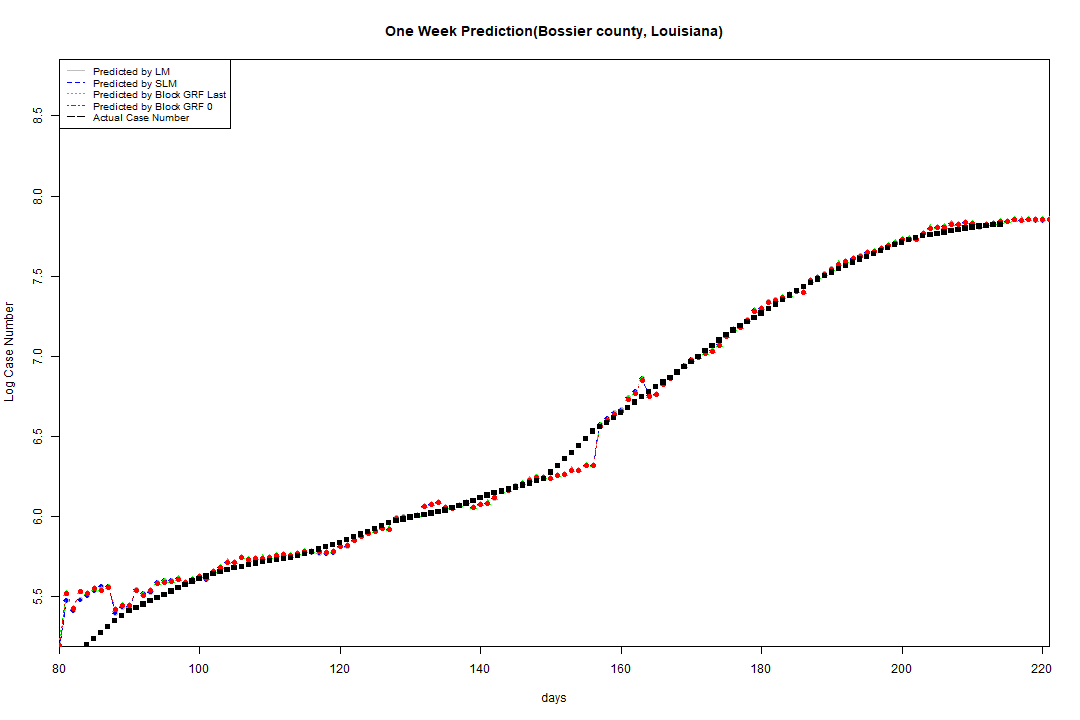 One Week Prediction(Bossier county, Louisiana)
Predicted by LM
Predicted by SLM
Predicted by Block GRF Last
Predicted by Block GRF 0
Actual Case Number
8.5
8.0
7.5
7.0
6.5
6.0
5.5
Log Case Number
80 100 120 140 160 180 200 220
days